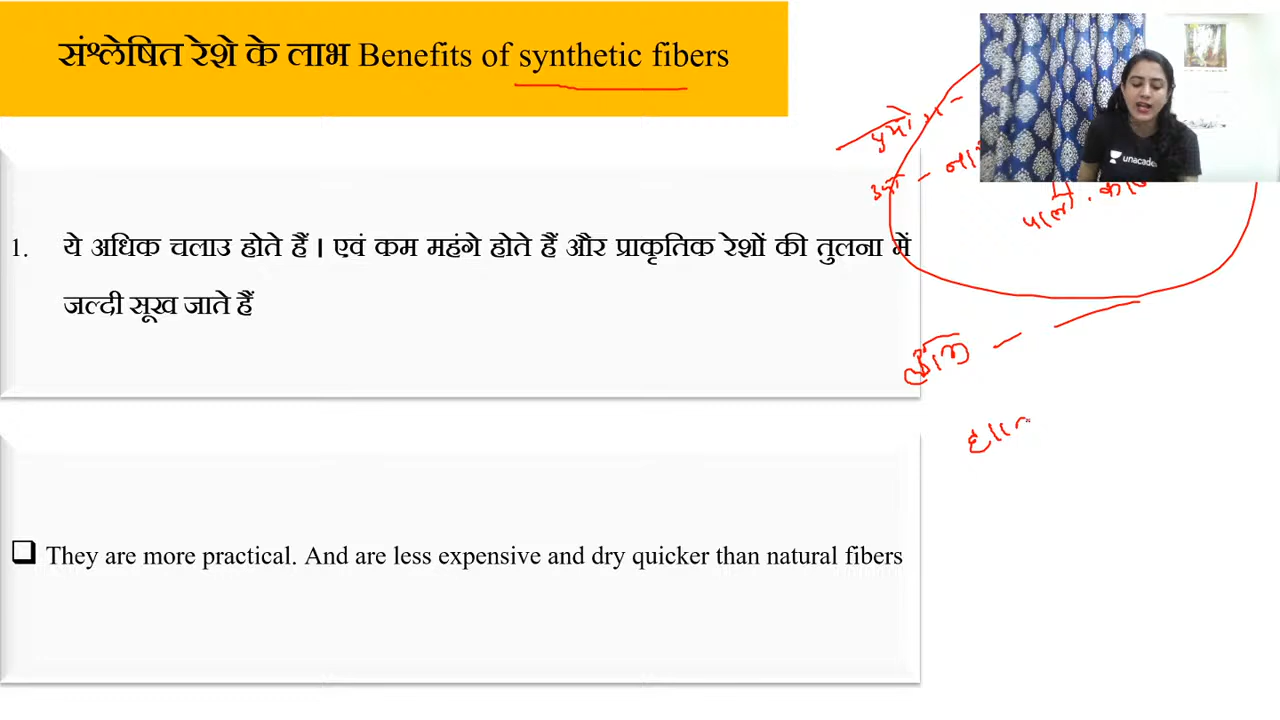 संश्लेषित रेशे के लाभ Benefits of synthetic fibers
unacade
1. ये अधिक चलाउ होते हैं । एवं कम महंगे होते हैं और प्राकृतिक रेशों की तुलना में
जल्दी सूख जाते हैं
❑ They are more practical. And are less expensive and dry quicker than natural fibers